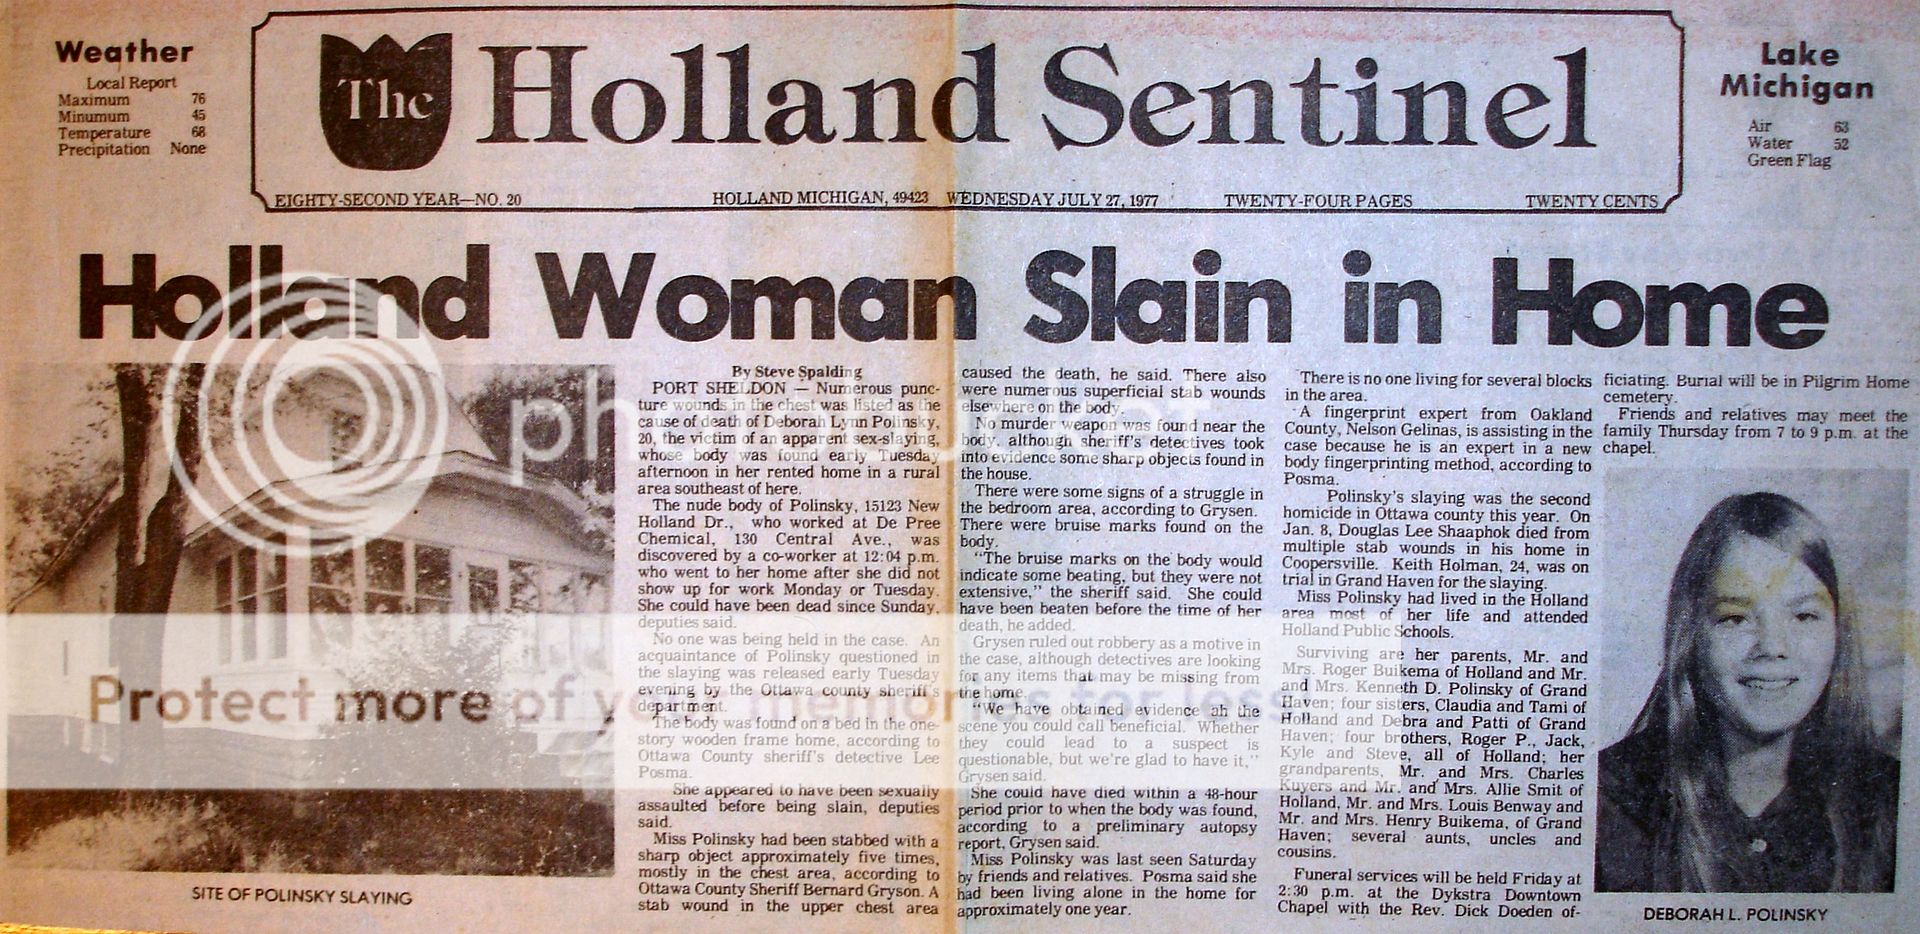 Weather
Local Report
Maximum 76
Minumum 45
Temperature 68
Precipitation None
The Holland Sentinel
Lake
Michigan
Air 63
Water 52
Green Flag
EIGHTY-SECOND YEAR—NO. 20 HOLLAND MICHIGAN, 49423 WEDNESDAY JULY 27, 1977 TWENTY-FOUR PAGES TWENTY CENTS
Holland Woman Slain in Home
SITE OF POLINSKY SLAYING
By Steve Spalding
PORT SHELDON — Numerous punc-
ture wounds in the chest was listed as the
cause of death of Deborah Lynn Polinsky,
20, the victim of an apparent sex-slaying,
whose body was found early Tuesday
afternoon in her rented home in a rural
area southeast of here.
The nude body of Polinsky, 15123 New
Holland Dr., who worked at De Pree
Chemical, 130 Central Ave., was
discovered by a co-worker at 12:04 p.m.
who went to her home after she did not
show up for work Monday or Tuesday.
She could have been dead since Sunday,
deputies said.
No one was being held in the case. An
acquaintance of Polinsky questioned in
the slaying was released early Tuesday
evening by the Ottawa county sheriff's
department.
The body was found on a bed in the one-
story wooden frame home, according to
Ottawa County sheriff's detective Lee
Posma.
She appeared to have been sexually
assaulted before being slain, deputies
said.
Miss Polinsky had been stabbed with a
sharp object approximately five times,
mostly in the chest area, according to
Ottawa County Sheriff Bernard Gryson. A
stab wound in the upper chest area
caused the death, he said. There also
were numerous superficial stab wounds
elsewhere on the body.
No murder weapon was found near the
body, although sheriff's detectives took
into evidence some sharp objects found in
the house.
There were some signs of a struggle in
the bedroom area, according to Grysen.
There were bruise marks found on the
body.
"The bruise marks on the body would
indicate some beating, but they were not
extensive," the sheriff said. She could
have been beaten before the time of her
death, he added.
Grysen ruled out robbery as a motive in
the case, although detectives are looking
for any items that may be missing from
the home.
"We have obtained evidence ah the
scene you could call beneficial. Whether
they could lead to a suspect is
questionable, but we're glad to have it,"
Grysen said.
She could have died within a 48-hour
period prior to when the body was found,
according to a preliminary autopsy
report, Grysen said.
Miss Polinsky was last seen Saturday
by friends and relatives. Posma said she
had been living alone in the home for
approximately one year.
There is no one living for several blocks
in the area.
A fingerprint expert from Oakland
County, Nelson Gelinas, is assisting in the
case because he is an expert in a new
body fingerprinting method, according to
Posma.
Polinsky's slaying was the second
homicide in Ottawa county this year. On
Jan. 8, Douglas Lee Shaaphok died from
multiple stab wounds in his home in
Coopersville. Keith Holman, 24, was on
trial in Grand Haven for the slaying.
Miss Polinsky had lived in the Holland
area most of her life and attended
Holland Public Schools.
Surviving are her parents, Mr. and
Mrs. Roger Buikema of Holland and Mr.
and Mrs. Kenneth D. Polinsky of Grand
Haven; four sisters, Claudia and Tami of
Holland and Debra and Patti of Grand
Haven; four brothers, Roger P., Jack,
Kyle and Steve, all of Holland; her
grandparents, Mr. and Mrs. Charles
Kuyers and Mr. and Mrs. Allie Smit of
Holland, Mr. and Mrs. Louis Benway and
Mr. and Mrs. Henry Buikema, of Grand
Haven; several aunts, uncles and
cousins.
Funeral services will be held Friday at
2:30 p.m. at the Dykstra Downtown
Chapel with the Rev. Dick Doeden of-
ficiating. Burial will be in Pilgrim Home
cemetery.
Friends and relatives may meet the
family Thursday from 7 to 9 p.m. at the
chapel.
DEBORAH L. POLINSKY
photobucket
Protect more of your memories for less!